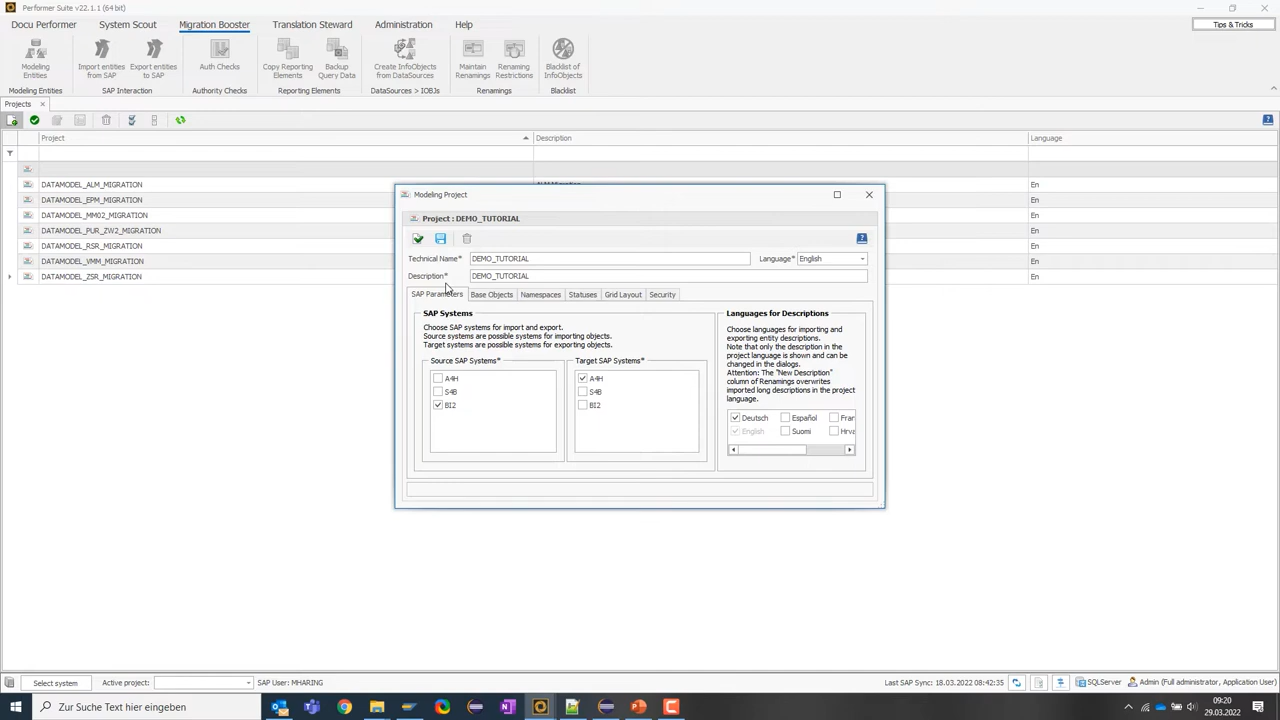 Performer Suite v22.1.1 (64 bit)
Docu Performer System Scout Migration Booster Translation Steward Administration Help Tips & Tricks
Modeling Entities
Import entities from SAP
Export entities to SAP
Auth Checks
Copy Reporting Elements
Backup Query Data
Create InfoObjects from DataSources
Maintain Renamings
Renaming Restrictions
Blacklist of InfoObjects
Modeling Entities SAP Interaction Authority Checks Reporting Elements DataSources > IOBJs Renamings Blacklist
Projects ×
Project Description Language
DATAMODEL_ALM_MIGRATION En
DATAMODEL_EPM_MIGRATION En
DATAMODEL_MM02_MIGRATION En
DATAMODEL_PUR_ZW2_MIGRATION En
DATAMODEL_RSR_MIGRATION En
DATAMODEL_VMM_MIGRATION En
DATAMODEL_ZSR_MIGRATION En
Modeling Project
Project : DEMO_TUTORIAL
Technical Name* DEMO_TUTORIAL Language* English
Description* DEMO_TUTORIAL
SAP Parameters Base Objects Namespaces Statuses Grid Layout Security
SAP Systems
Choose SAP systems for import and export.
Source systems are possible systems for importing objects.
Target systems are possible systems for exporting objects.
Source SAP Systems* Target SAP Systems*
A4H A4H
S4B S4B
BI2 BI2
Languages for Descriptions
Choose languages for importing and
exporting entity descriptions.
Note that only the description in the
project language is shown and can be
changed in the dialogs.
Attention: The "New Description"
column of Renamings overwrites
imported long descriptions in the project
language.
Deutsch Español Fran
English Suomi Hrva
Select system Active project: SAP User: MHARING Last SAP Sync: 18.03.2022 08:42:35 SQLServer Admin (Full administrator, Application User)
Zur Suche Text hier eingeben
09:20
29.03.2022